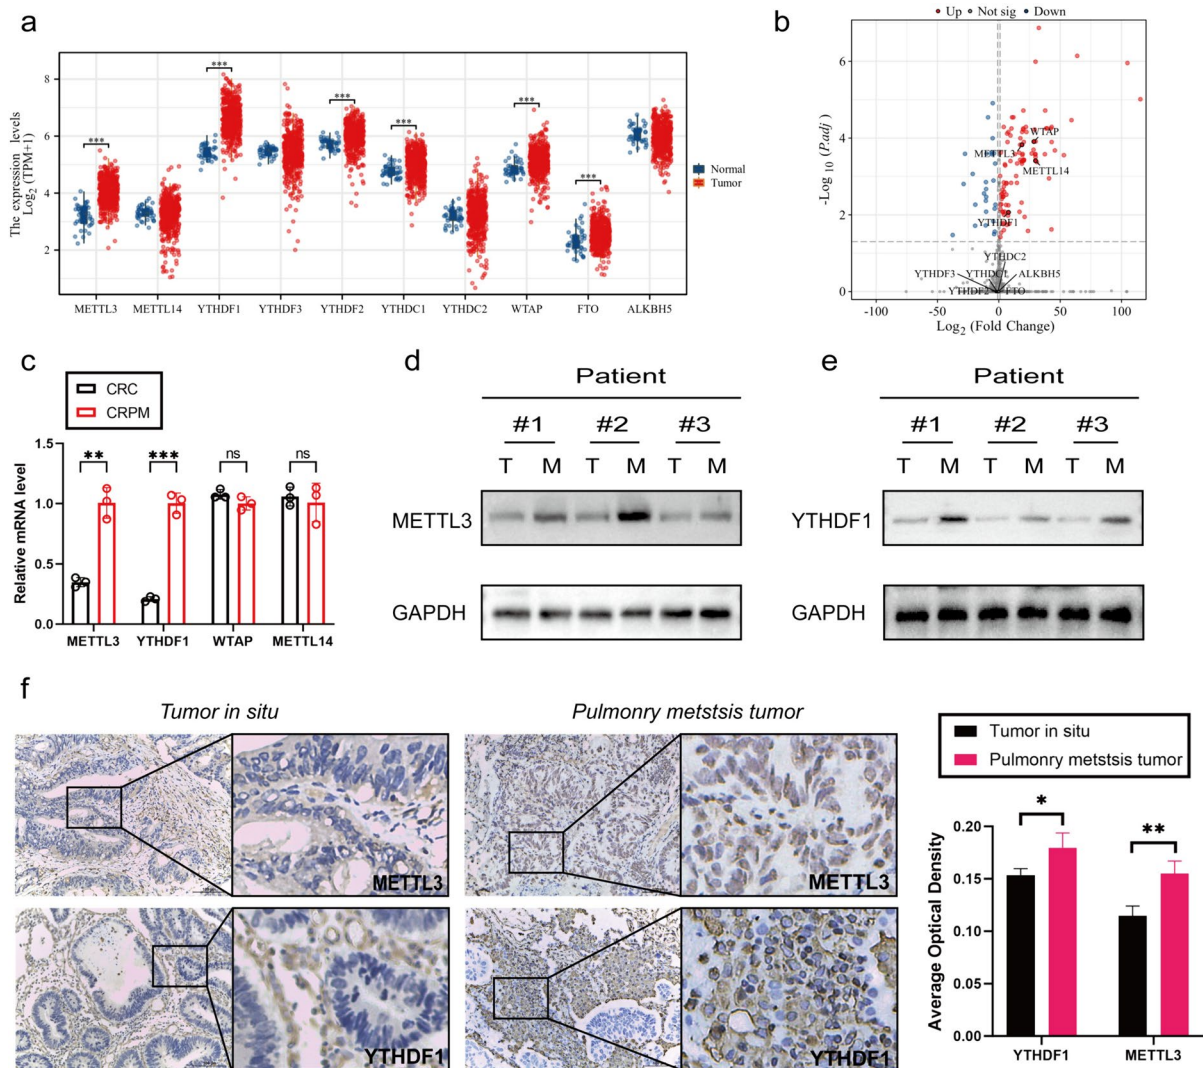 a
The expression levels
Log2 (TPM+1)
8
6
4
2
***
***
***
***
***
***
METTL3 METTL14 YTHDF1 YTHDF3 YTHDF2 YTHDC1 YTHDC2 WTAP FTO ALKBH5
Normal
Tumor
b
Up Not sig Down
-Log 10 (P.adj)
6
4
2
0
WTAP
METTL3
METTL14
YTHDF1
YTHDC2
YTHDF3 YTHDC1 ALKBH5
YTHDF2 FTO
-100 -50 0 50 100
Log2 (Fold Change)
c
CRC
CRPM
Relative mRNA level
1.5
1.0
0.5
0.0
** *** ns ns
METTL3 YTHDF1 WTAP METTL14
d
Patient
#1 #2 #3
T M T M T M
METTL3
GAPDH
e
Patient
#1 #2 #3
T M T M T M
YTHDF1
GAPDH
f
Tumor in situ
Pulmonry metstsis tumor
METTL3
METTL3
YTHDF1
YTHDF1
Tumor in situ
Pulmonry metstsis tumor
Average Optical Density
0.20
0.15
0.10
0.05
0.00
*
**
YTHDF1 METTL3